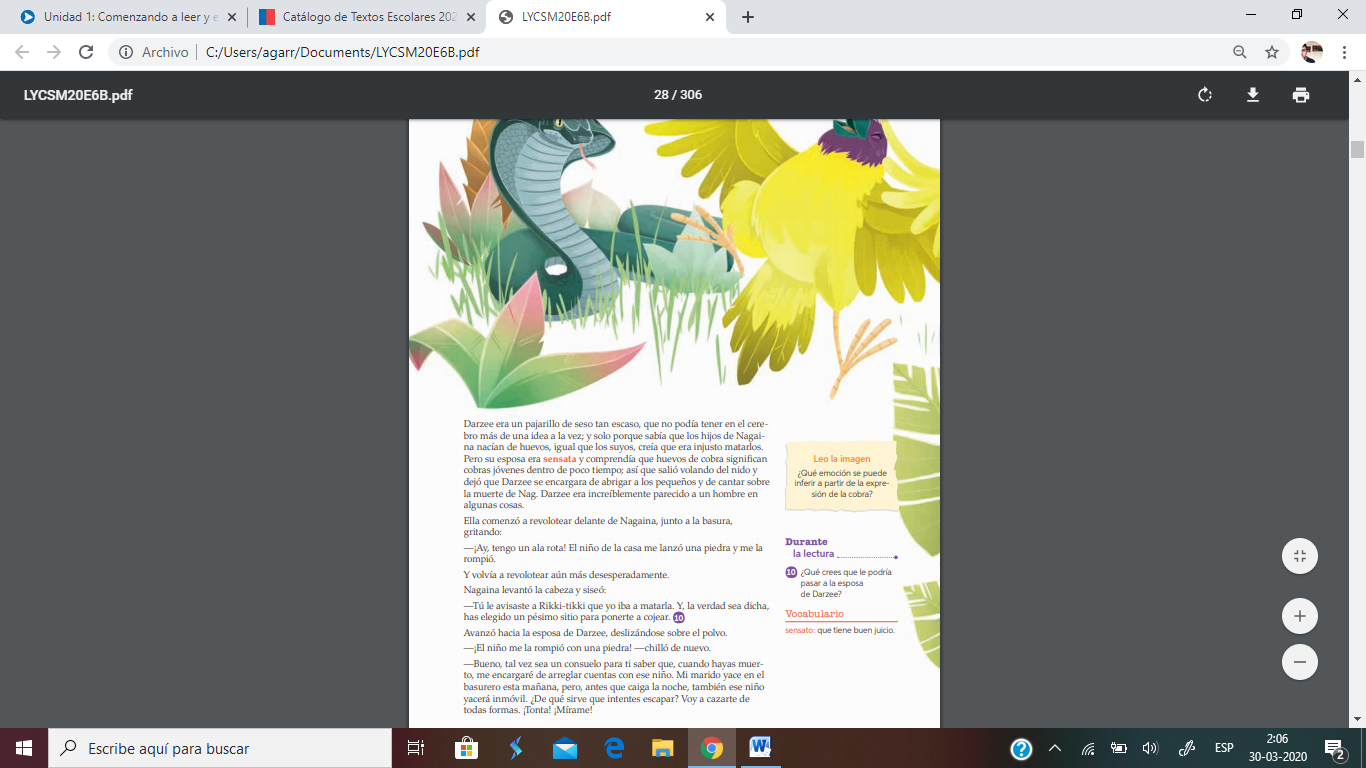 Unidad 1: Comenzando a leer y e
Catálogo de Textos Escolares 202
LYCSM20E6B.pdf
Archivo
C:/Users/agarr/Documents/LYCSM20E6B.pdf
LYCSM20E6B.pdf
28 / 306
Darzee era un pajarillo de seso tan escaso, que no podía tener en el cere-
bro más de una idea a la vez; y solo porque sabía que los hijos de Nagai-
na nacían de huevos, igual que los suyos, creía que era injusto matarlos.
Pero su esposa era sensata y comprendía que huevos de cobra significan
cobras jóvenes dentro de poco tiempo; así que salió volando del nido y
dejó que Darzee se encargara de abrigar a los pequeños y de cantar sobre
la muerte de Nag. Darzee era increíblemente parecido a un hombre en
algunas cosas.
Ella comenzó a revolotear delante de Nagaina, junto a la basura,
gritando:
—¡Ay, tengo un ala rota! El niño de la casa me lanzó una piedra y me la
rompió.
Y volvía a revolotear aún más desesperadamente.
Nagaina levantó la cabeza y siseó:
—Tú le avisaste a Rikki-tikki que yo iba a matarla. Y, la verdad sea dicha,
has elegido un pésimo sitio para ponerte a cojear. 10
Avanzó hacia la esposa de Darzee, deslizándose sobre el polvo.
—¡El niño me la rompió con una piedra! —chilló de nuevo.
—Bueno, tal vez sea un consuelo para ti saber que, cuando hayas muer-
to, me encargaré de arreglar cuentas con ese niño. Mi marido yace en el
basurero esta mañana, pero, antes que caiga la noche, también ese niño
yacerá inmóvil. ¿De qué sirve que intentes escapar? Voy a cazarte de
todas formas. ¡Tonta! ¡Mírame!
Leo la imagen
¿Qué emoción se puede
inferir a partir de la expre-
sión de la cobra?
Durante
la lectura
10 ¿Qué crees que le podría
pasar a la esposa
de Darzee?
Vocabulario
sensato: que tiene buen juicio.
Escribe aquí para buscar
ESP
2:06
30-03-2020
2